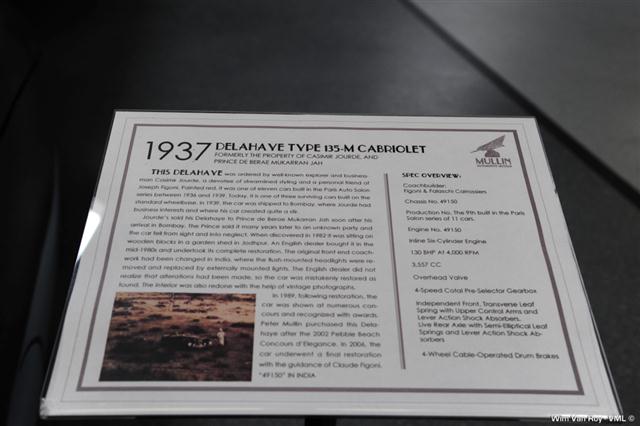 1937 DELAHAYE TYPE 135-M CABRIOLET
FORMERLY THE PROPERTY OF CASIMIR JOURDE, AND
PRINCE DE BERAE MUKARRAN JAH
MULLIN
THIS DELAHAYE was ordered by well-known explorer and business-
man Casimir Jourde, a devotee of streamlined styling and a personal friend of
Joseph Figoni. Painted red, it was one of eleven cars built in the Paris Auto Salon
series between 1936 and 1939. Today, it is one of three surviving cars built on the
standard wheelbase. In 1939, the car was shipped to Bombay, where Jourde had
business interests and where his car created quite a stir.
Jourde's sold his Delahaye to Prince de Berae Mukarran Jah soon after his
arrival in Bombay. The Prince sold it many years later to an unknown party and
the car fell from sight and into neglect. When discovered in 1982 it was sitting on
wooden blocks in a garden shed in Jodhpur. An English dealer bought it in the
mid-1980s and undertook its complete restoration. The original front end coach-
work had been changed in India, where the flush-mounted headlights were re-
moved and replaced by externally mounted lights. The English dealer did not
realize that alterations had been made, so the car was mistakenly restored as
found. The interior was also redone with the help of vintage photographs.
In 1989, following restoration, the
car was shown at numerous con-
cours and recognized with awards.
Peter Mullin purchased this Dela-
haye after the 2002 Pebble Beach
Concours d'Elegance. In 2006, the
car underwent a final restoration
with the guidance of Claude Figoni.
"49150" IN INDIA
SPEC OVERVIEW:
Coachbuilder:
Figoni & Falaschi Carrossiers
Chassis No. 49150
Production No. The 9th built in the Paris
Salon series of 11 cars.
Engine No. 49150
Inline Six-Cylinder Engine
130 BHP AT 4,000 RPM
3,557 CC
Overhead Valve
4-Speed Cotal Pre-Selector Gearbox
Independent Front, Transverse Leaf
Spring with Upper Control Arms and
Lever Action Shock Absorbers.
Live Rear Axle with Semi-Elliptical Leaf
Springs and Lever Action Shock Ab-
sorbers
4-Wheel Cable-Operated Drum Brakes
Wim Van Roy - VML ©